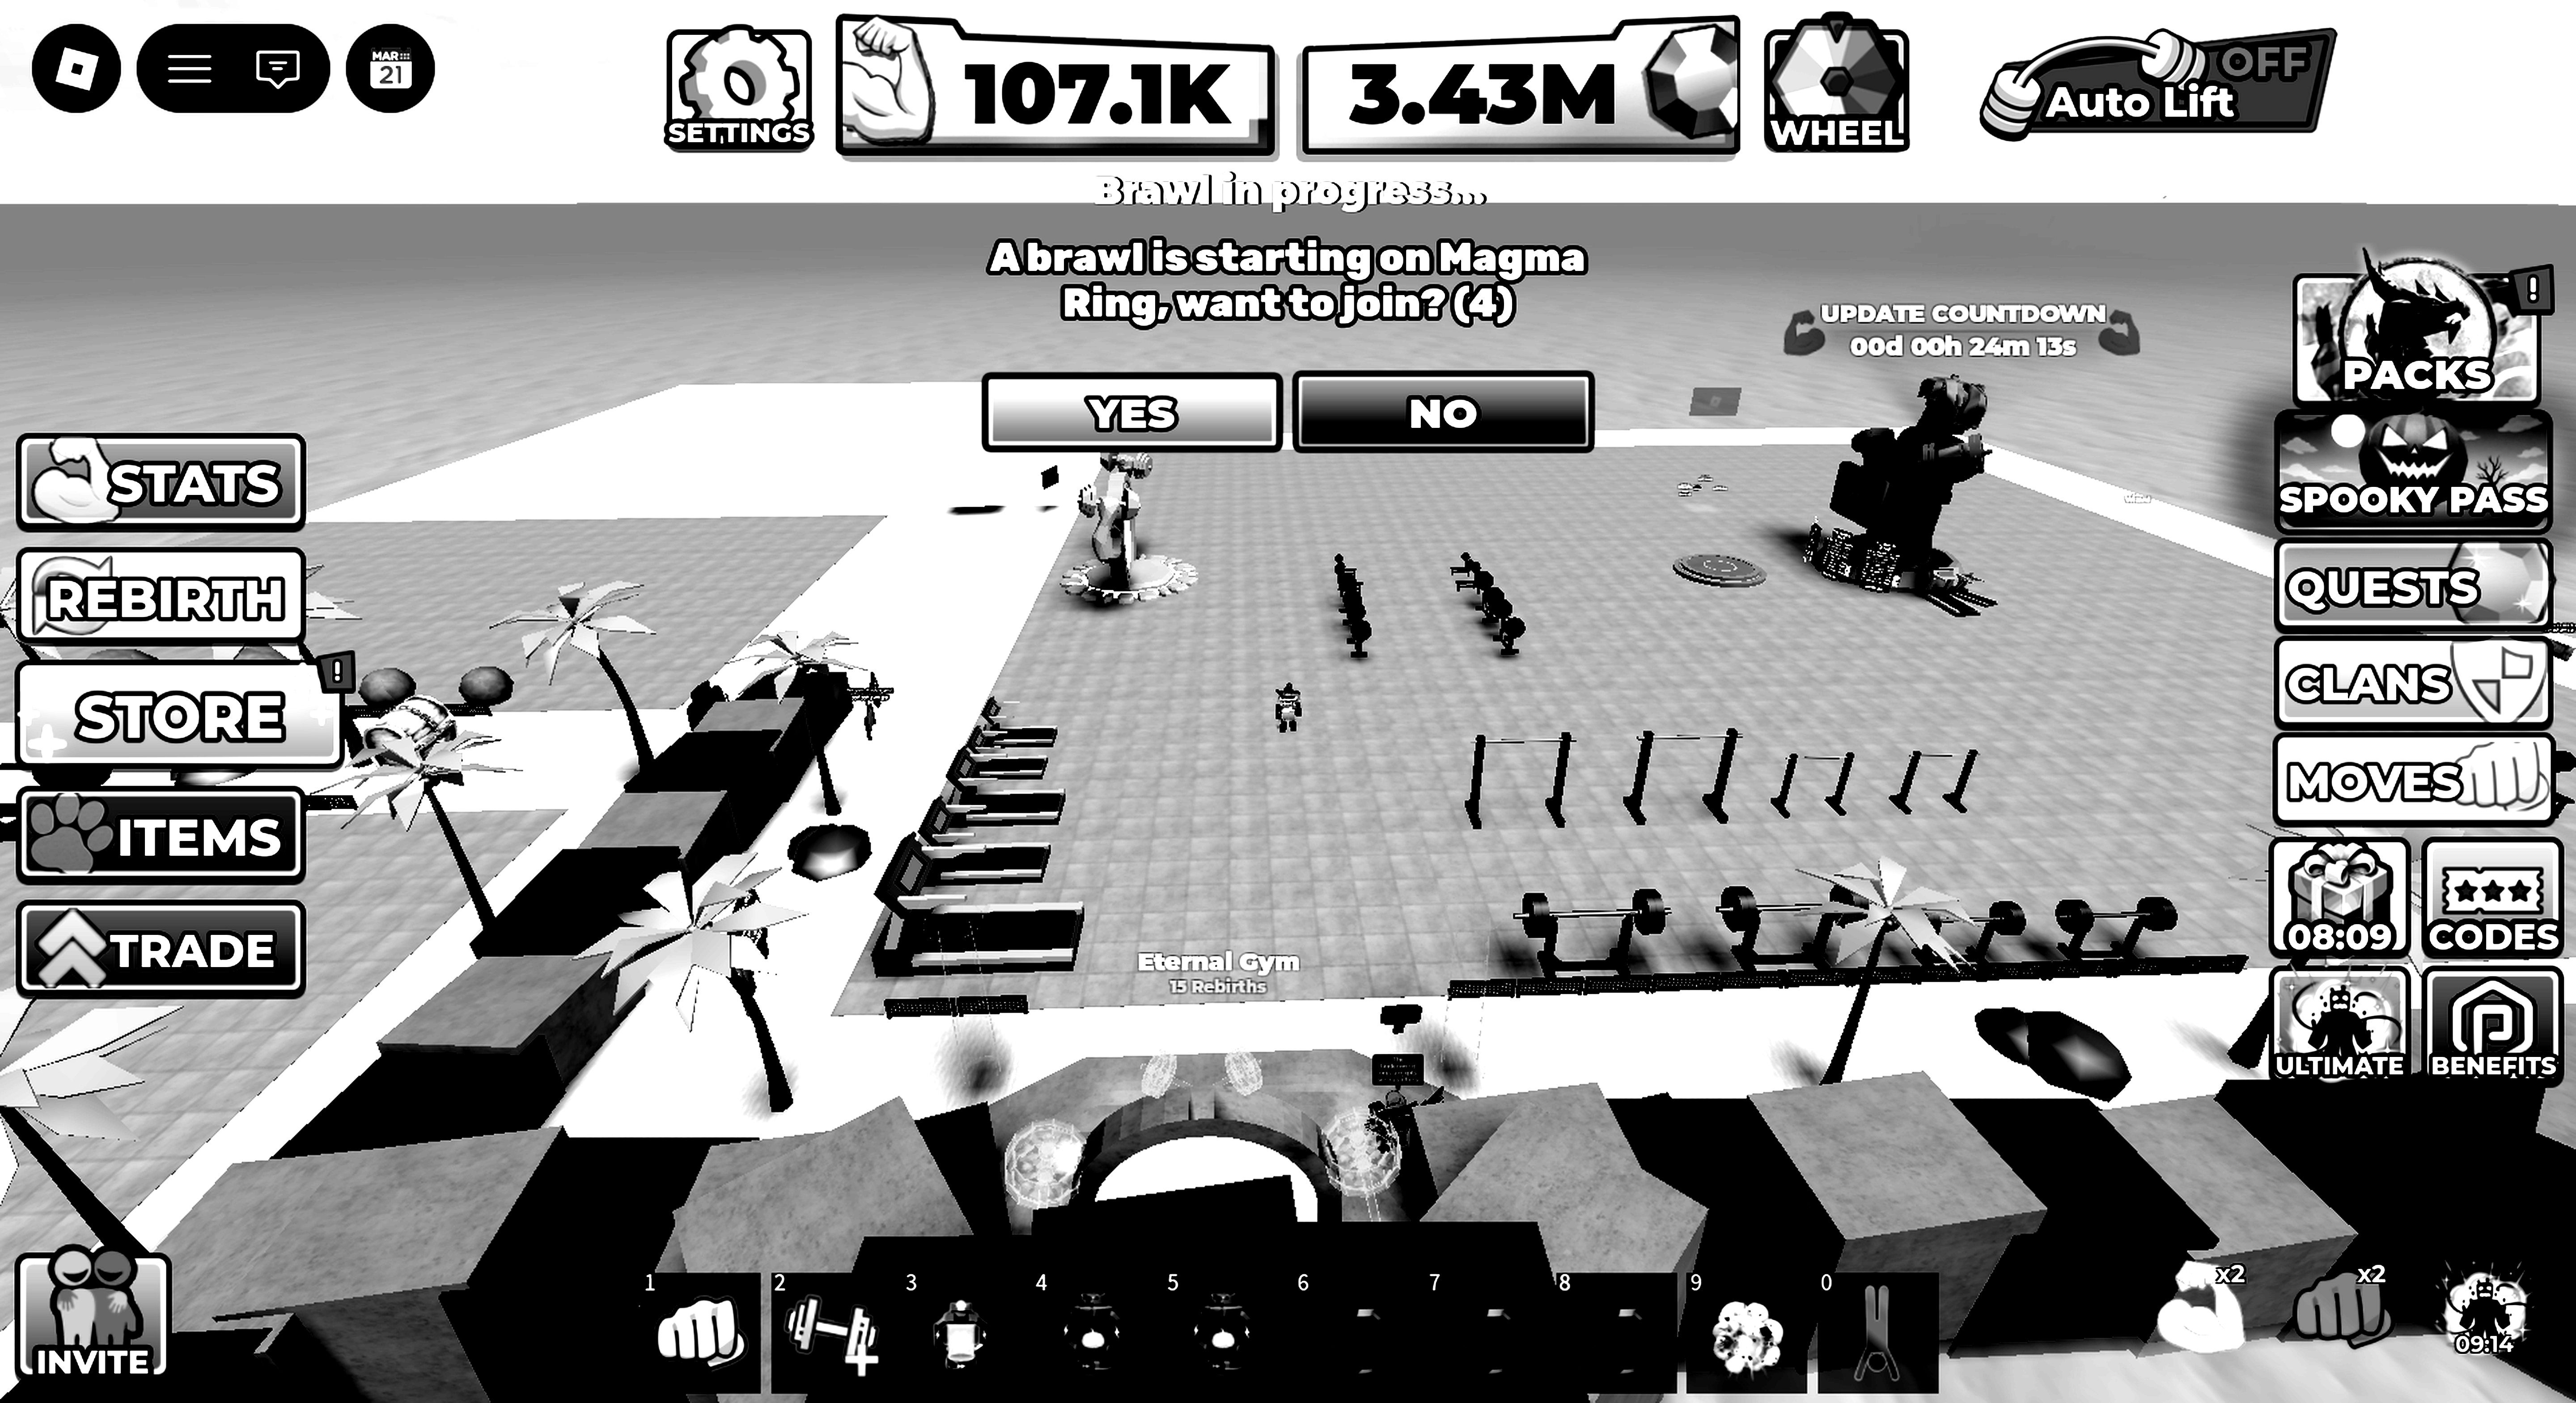 MAR
21
SETTINGS
107.1K
3.43M
WHEEL
OFF
Auto Lift
Brawl in progress...
A brawl is starting on Magma
Ring, want to join? (4)
YES
NO
UPDATE COUNTDOWN
00d 00h 24m 13s
!
PACKS
SPOOKY PASS
QUESTS
CLANS
MOVES
08:09
CODES
ULTIMATE
BENEFITS
STATS
REBIRTH
!
STORE
ITEMS
TRADE
Eternal Gym
15 Rebirths
INVITE
1
2
3
4
5
6
7
8
9
0
x2
x2
09:14